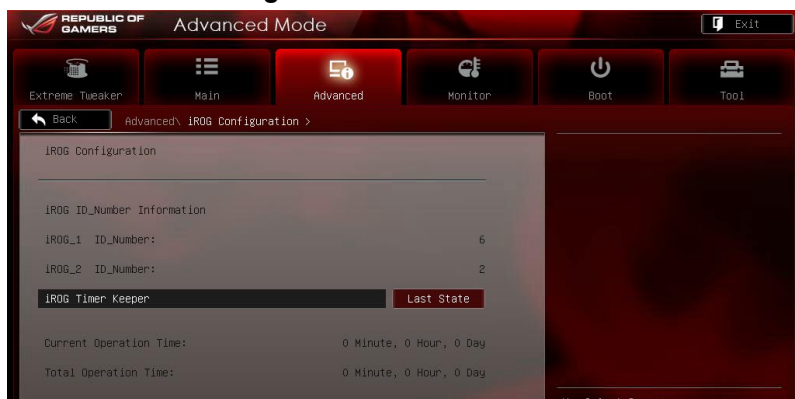 REPUBLIC OF
GAMERS
Advanced Mode
Exit
Extreme Tweaker
Main
Advanced
Monitor
Boot
Tool
Back
Advanced\ iROG Configuration >
iROG Configuration
iROG ID_Number Information
iROG_1 ID_Number: 6
iROG_2 ID_Number: 2
iROG Timer Keeper Last State
Current Operation Time: 0 Minute, 0 Hour, 0 Day
Total Operation Time: 0 Minute, 0 Hour, 0 Day